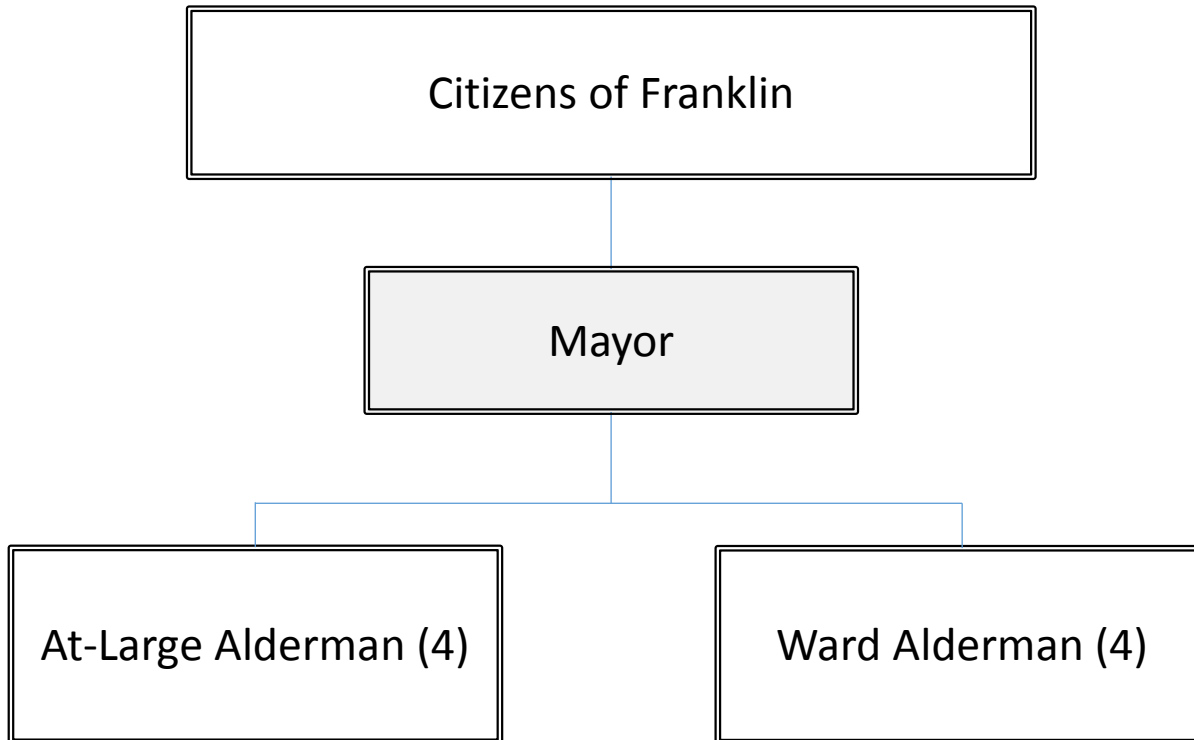 Citizens of Franklin
Mayor
At-Large Alderman (4)
Ward Alderman (4)